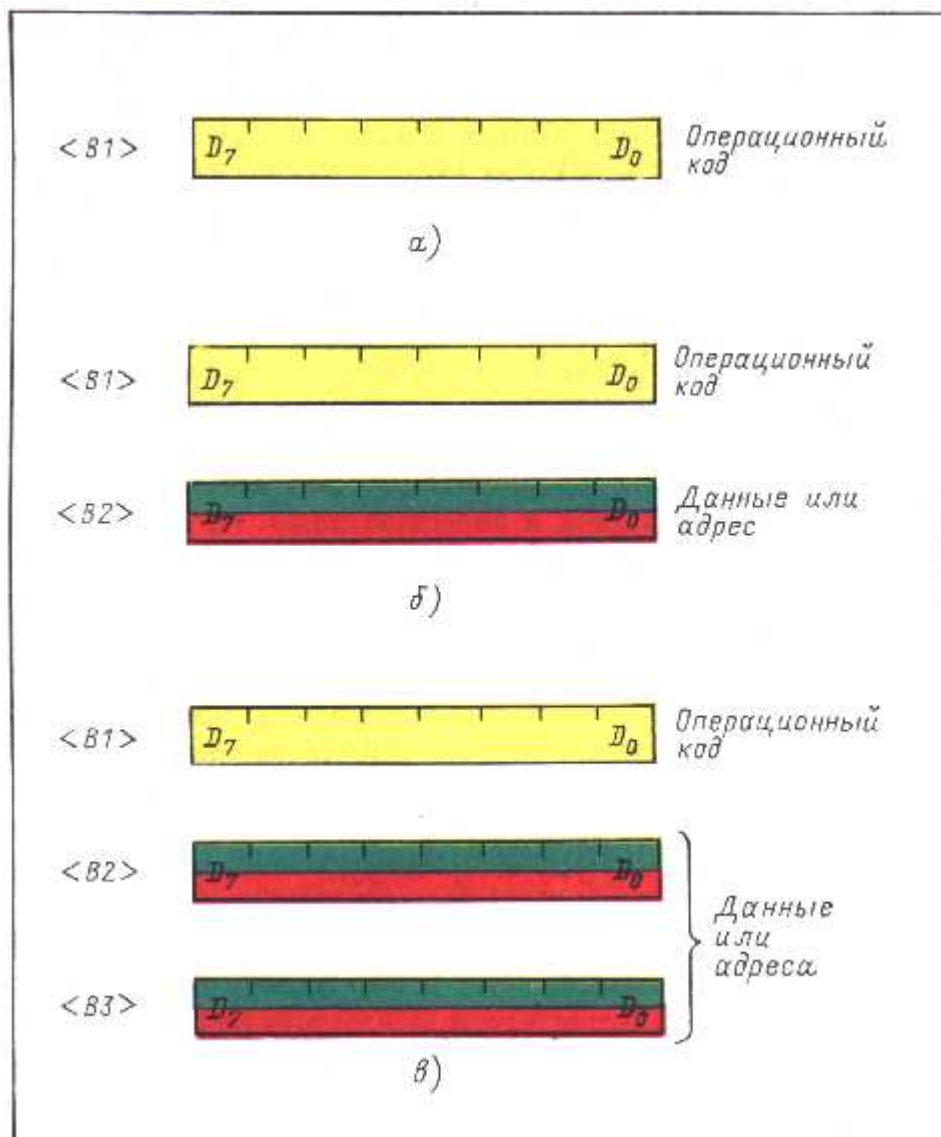 <B1>
D7 D0
Операционный
код
а)
<B1>
D7 D0
Операционный
код
<B2>
D7 D0
Данные или
адрес
б)
<B1>
D7 D0
Операционный
код
<B2>
D7 D0
<B3>
D7 D0
Данные
или
адреса
в)